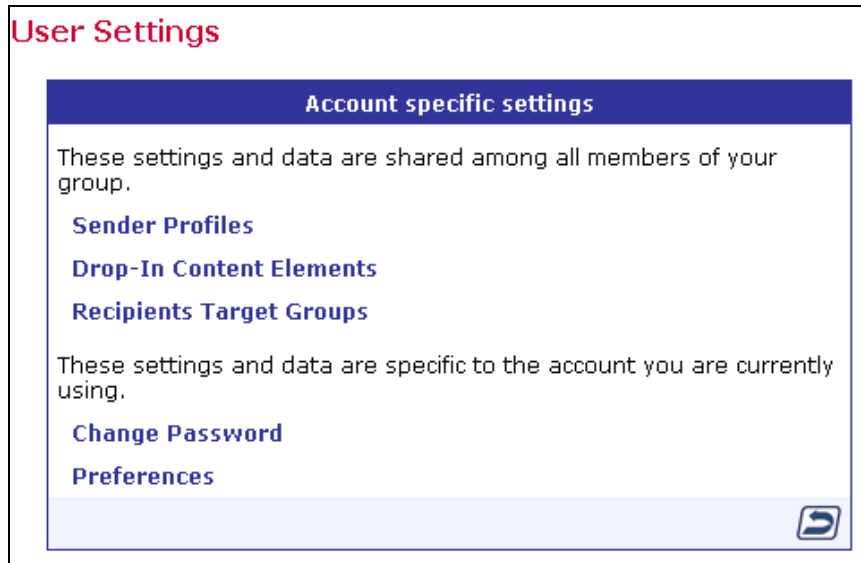 User Settings
Account specific settings
These settings and data are shared among all members of your
group.
Sender Profiles
Drop-In Content Elements
Recipients Target Groups
These settings and data are specific to the account you are currently
using.
Change Password
Preferences